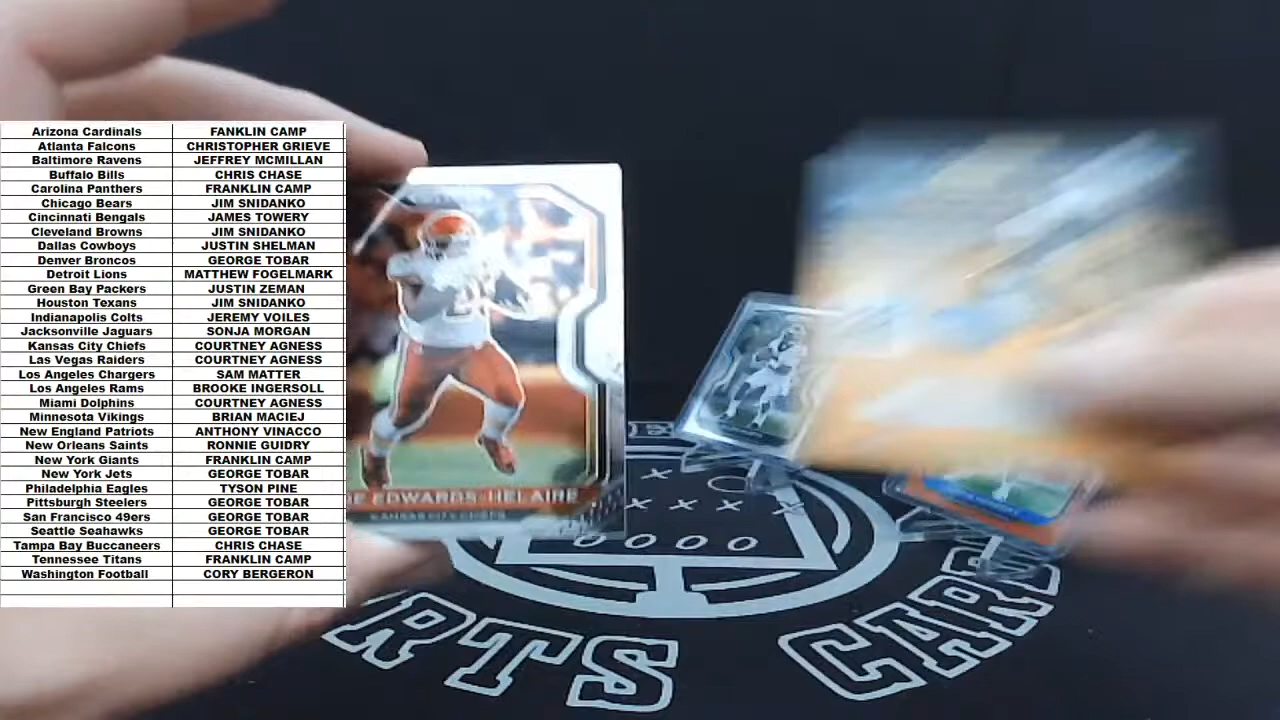 Arizona Cardinals FANKLIN CAMP
Atlanta Falcons CHRISTOPHER GRIEVE
Baltimore Ravens JEFFREY MCMILLAN
Buffalo Bills CHRIS CHASE
Carolina Panthers FRANKLIN CAMP
Chicago Bears JIM SNIDANKO
Cincinnati Bengals JAMES TOWERY
Cleveland Browns JIM SNIDANKO
Dallas Cowboys JUSTIN SHELMAN
Denver Broncos GEORGE TOBAR
Detroit Lions MATTHEW FOGELMARK
Green Bay Packers JUSTIN ZEMAN
Houston Texans JIM SNIDANKO
Indianapolis Colts JEREMY VOILES
Jacksonville Jaguars SONJA MORGAN
Kansas City Chiefs COURTNEY AGNESS
Las Vegas Raiders COURTNEY AGNESS
Los Angeles Chargers SAM MATTER
Los Angeles Rams BROOKE INGERSOLL
Miami Dolphins COURTNEY AGNESS
Minnesota Vikings BRIAN MACIEJ
New England Patriots ANTHONY VINACCO
New Orleans Saints RONNIE GUIDRY
New York Giants FRANKLIN CAMP
New York Jets GEORGE TOBAR
Philadelphia Eagles TYSON PINE
Pittsburgh Steelers GEORGE TOBAR
San Francisco 49ers GEORGE TOBAR
Seattle Seahawks GEORGE TOBAR
Tampa Bay Buccaneers CHRIS CHASE
Tennessee Titans FRANKLIN CAMP
Washington Football CORY BERGERON
E EDWARDS-HELAIRE
KANSAS CITY CHIEFS
X
X X X X
OOOO
RTS CARD